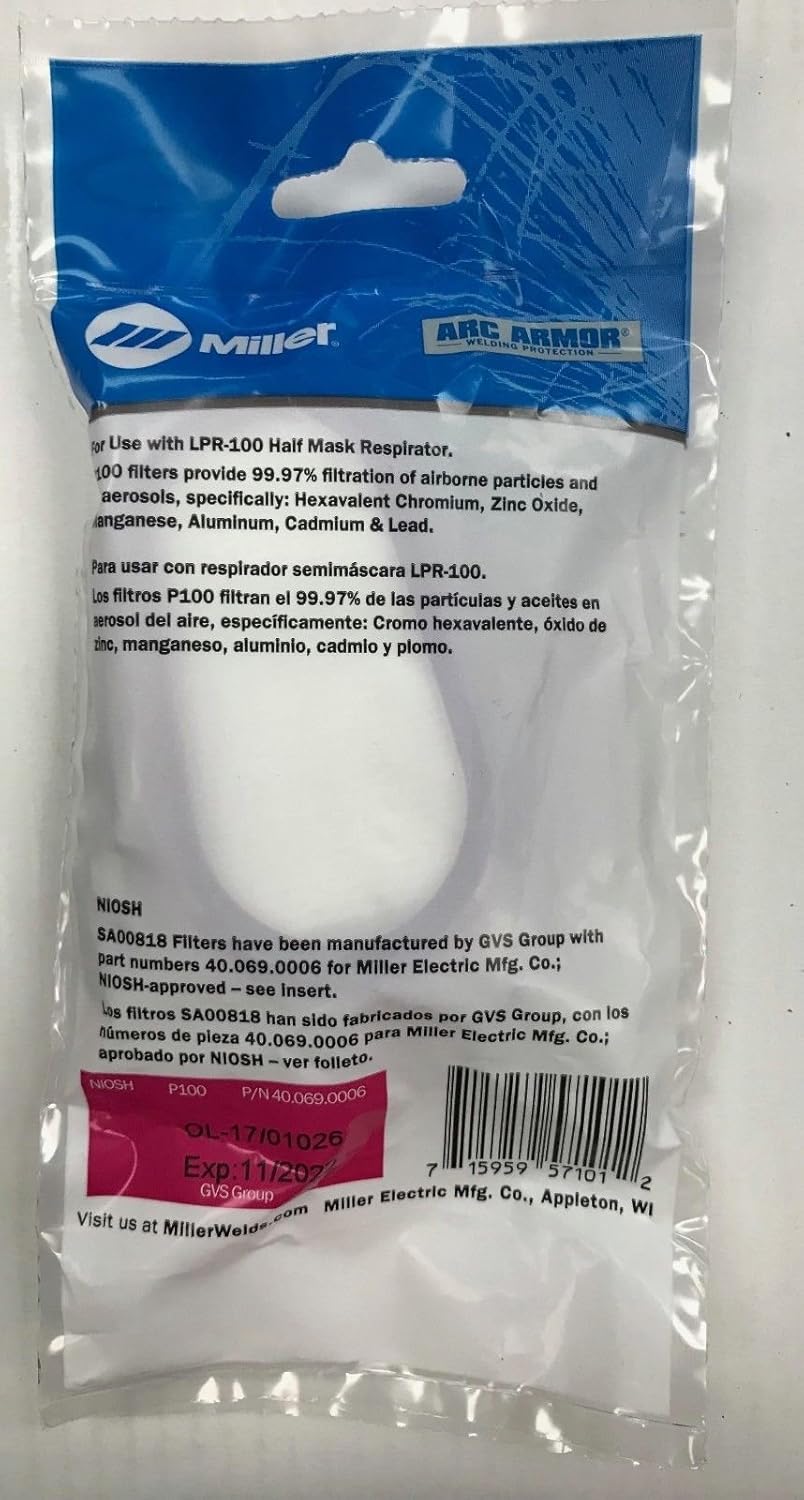 Miller
ARC ARMOR®
WELDING PROTECTION
For Use with LPR-100 Half Mask Respirator.
100 filters provide 99.97% filtration of airborne particles and
aerosols, specifically: Hexavalent Chromium, Zinc Oxide,
anganese, Aluminum, Cadmium & Lead.
Para usar con respirador semimáscara LPR-100.
Los filtros P100 filtran el 99.97% de las partículas y aceites en
aerosol del aire, específicamente: Cromo hexavalente, óxido de
zinc, manganeso, aluminio, cadmio y plomo.
NIOSH
SA00818 Filters have been manufactured by GVS Group with
part numbers 40.069.0006 for Miller Electric Mfg. Co.;
NIOSH-approved – see insert.
Los filtros SA00818 han sido fabricados por GVS Group, con los
números de pieza 40.069.0006 para Miller Electric Mfg. Co.;
aprobado por NIOSH – ver folleto.
NIOSH P100 P/N 40.069.0006
OL-17/01026
Exp: 11/202
GVS Group
7 15959 57101 2
Visit us at MillerWelds.com Miller Electric Mfg. Co., Appleton, WI